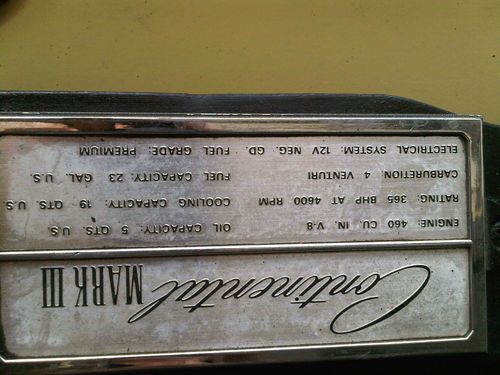 Continental MARK III
ENGINE: 460 CU. IN. V-8 OIL CAPACITY: 5 QTS. U.S.
RATING: 365 BHP AT 4600 RPM COOLING CAPACITY: 19 QTS. U.S.
CARBURETION: 4 VENTURI FUEL CAPACITY: 23 GAL. U.S.
ELECTRICAL SYSTEM: 12V NEG. GD. FUEL GRADE: PREMIUM